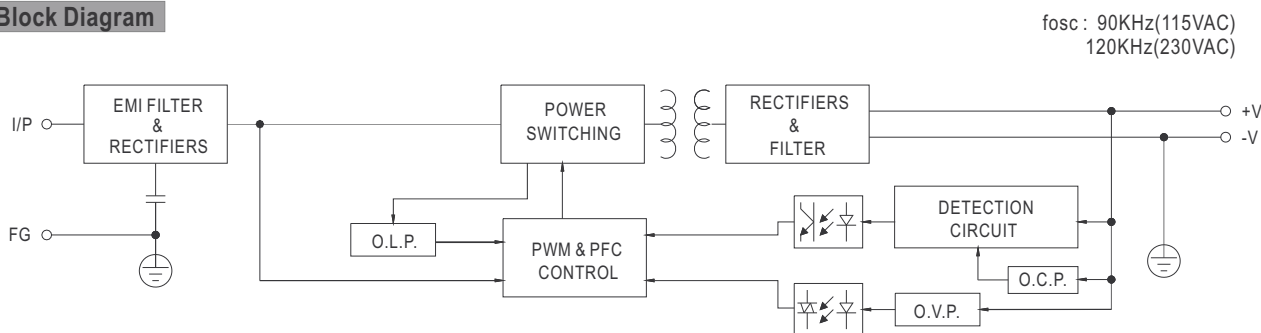 Block Diagram
fosc : 90KHz(115VAC)
120KHz(230VAC)
I/P
EMI FILTER
&
RECTIFIERS
POWER
SWITCHING
RECTIFIERS
&
FILTER
+V
-V
FG
O.L.P.
PWM & PFC
CONTROL
DETECTION
CIRCUIT
O.C.P.
O.V.P.